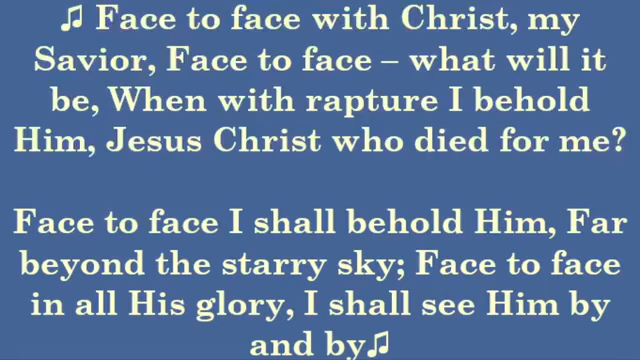 ♫ Face to face with Christ, my
Savior, Face to face – what will it
be, When with rapture I behold
Him, Jesus Christ who died for me?
Face to face I shall behold Him, Far
beyond the starry sky; Face to face
in all His glory, I shall see Him by
and by♫